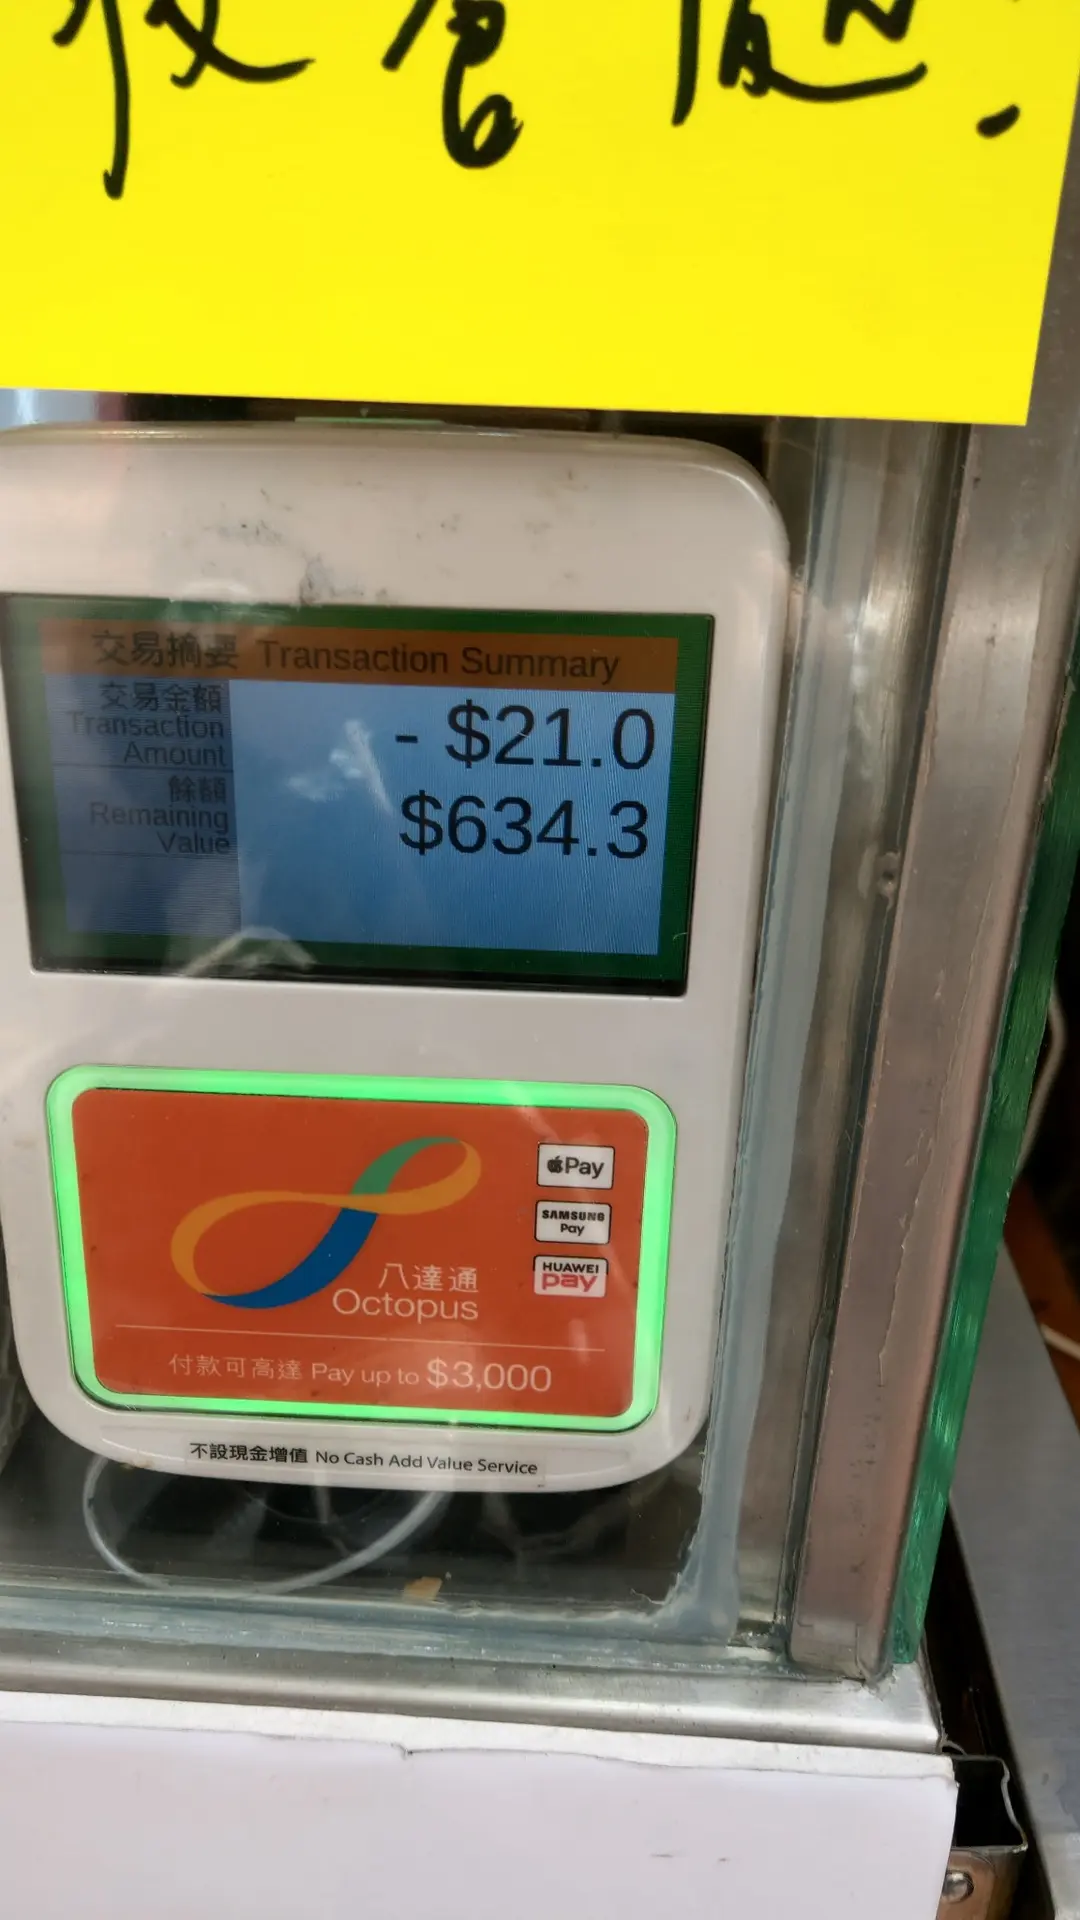 交易摘要 Transaction Summary
交易金額
Transaction
Amount
- $21.0
餘額
Remaining
Value
$634.3
Pay
SAMSUNG
Pay
HUAWEI
pay
八達通
Octopus
付款可高達 Pay up to $3,000
不設現金增值 No Cash Add Value Service